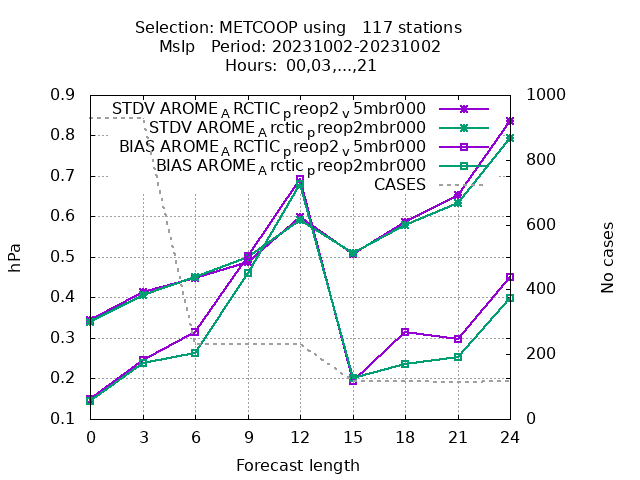 Selection: METCOOP using   117 stations
Mslp   Period: 20231002-20231002
Hours: 00,03,...,21
0.9
0.8
0.7
0.6
0.5
0.4
0.3
0.2
0.1
hPa
STDV AROME_ARCTIC_preop2_v5mbr000
STDV AROME_Arctic_preop2mbr000
BIAS AROME_ARCTIC_preop2_v5mbr000
BIAS AROME_Arctic_preop2mbr000
CASES
1000
800
600
400
200
0
No cases
0 3 6 9 12 15 18 21 24
Forecast length